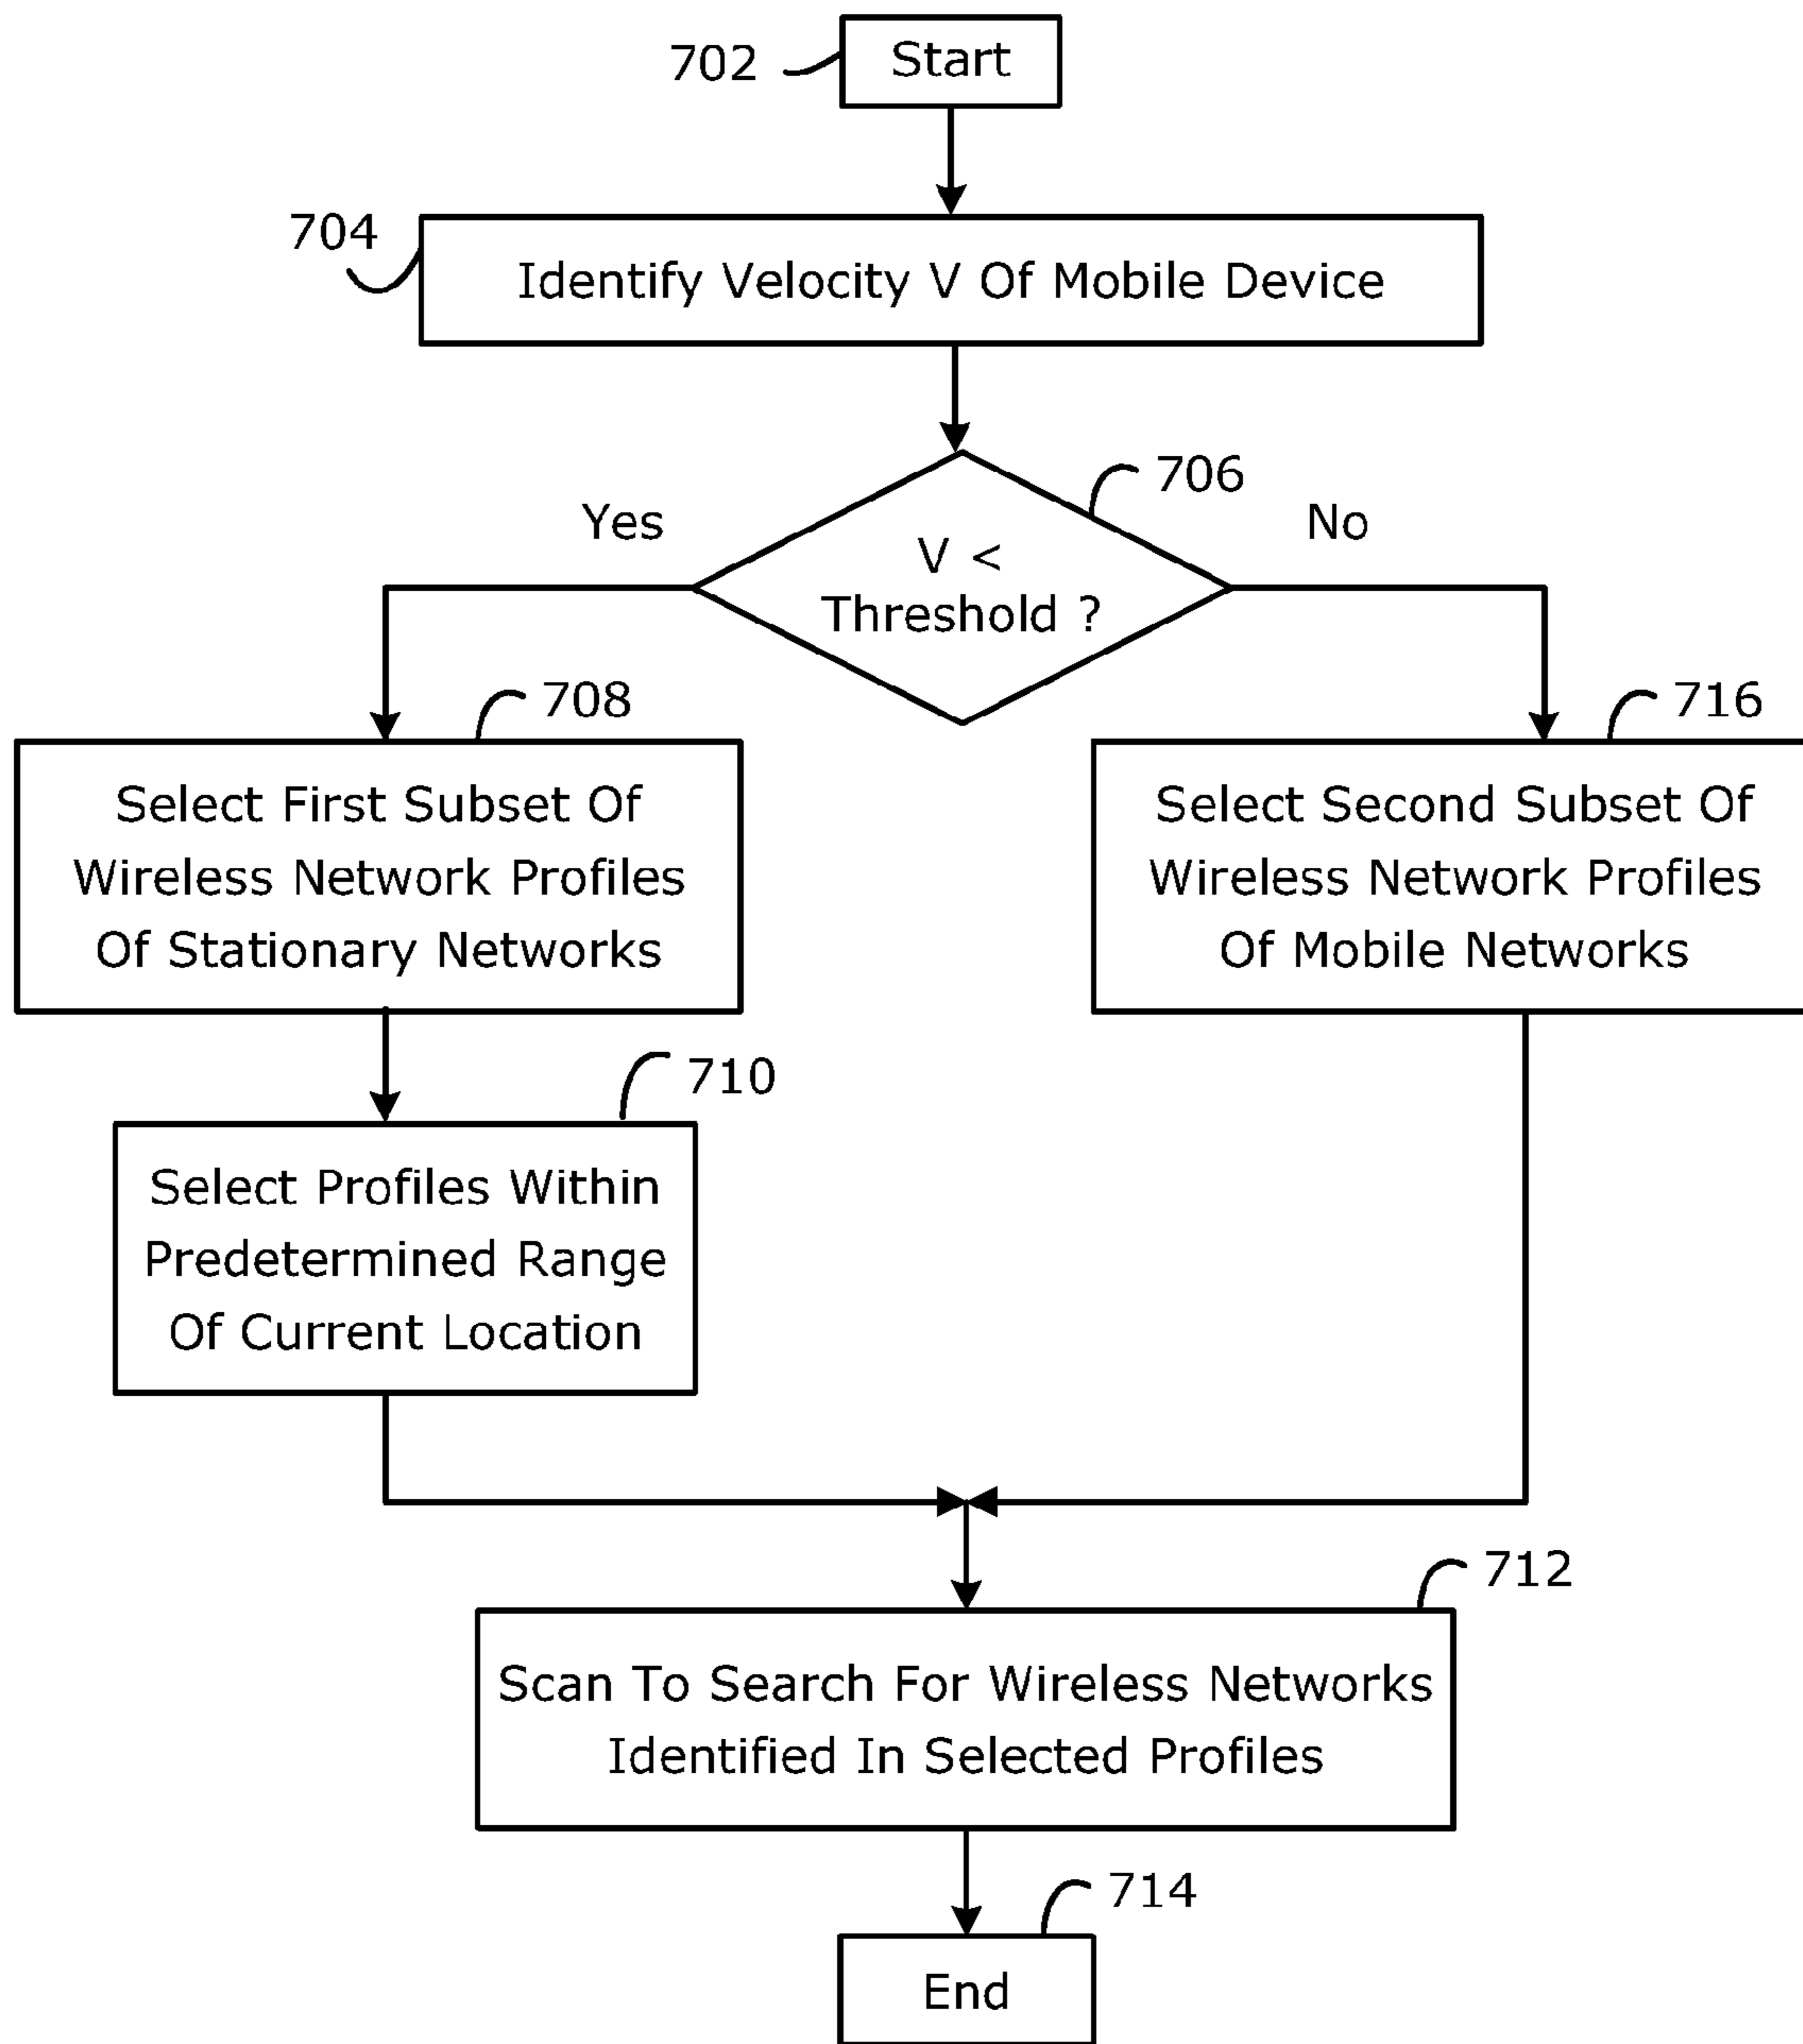 702
Start
704
Identify Velocity V Of Mobile Device
706
Yes
No
V <
Threshold ?
708
716
Select First Subset Of
Wireless Network Profiles
Of Stationary Networks
Select Second Subset Of
Wireless Network Profiles
Of Mobile Networks
710
Select Profiles Within
Predetermined Range
Of Current Location
712
Scan To Search For Wireless Networks
Identified In Selected Profiles
714
End